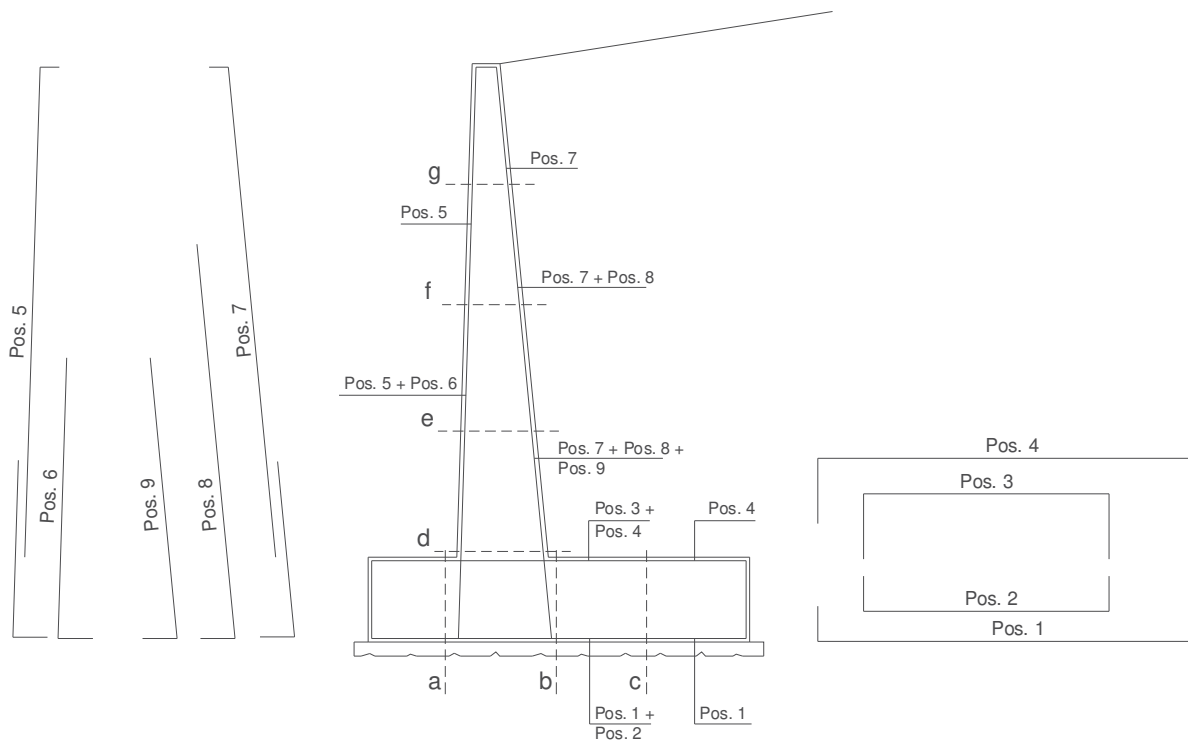 Pos. 7
g
Pos. 5
Pos. 7 + Pos. 8
f
Pos. 5
Pos. 7
Pos. 5 + Pos. 6
e
Pos. 7 + Pos. 8 +
Pos. 9
Pos. 4
Pos. 3
Pos. 6
Pos. 9
Pos. 8
Pos. 3 +
Pos. 4
Pos. 4
d
Pos. 2
Pos. 1
a
b
c
Pos. 1 +
Pos. 2
Pos. 1